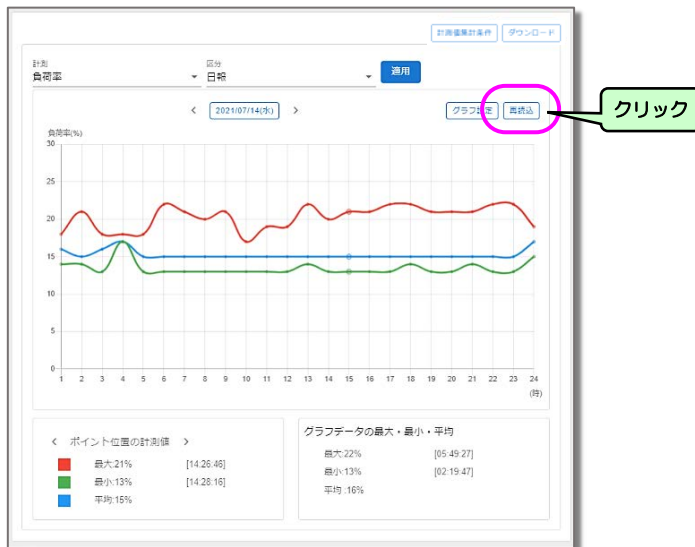 計測値集計条件 ダウンロード
計測 区分
負荷率 日報 適用
< 2021/07/14(水) > グラフ設定 再読込
クリック
負荷率(%)
30
25
20
15
10
5
0
1 2 3 4 5 6 7 8 9 10 11 12 13 14 15 16 17 18 19 20 21 22 23 24
(時)
< ポイント位置の計測値 >
最大:21% [14:26:46]
最小:13% [14:28:16]
平均:15%
グラフデータの最大・最小・平均
最大:22% [05:49:27]
最小:13% [02:19:47]
平均:16%